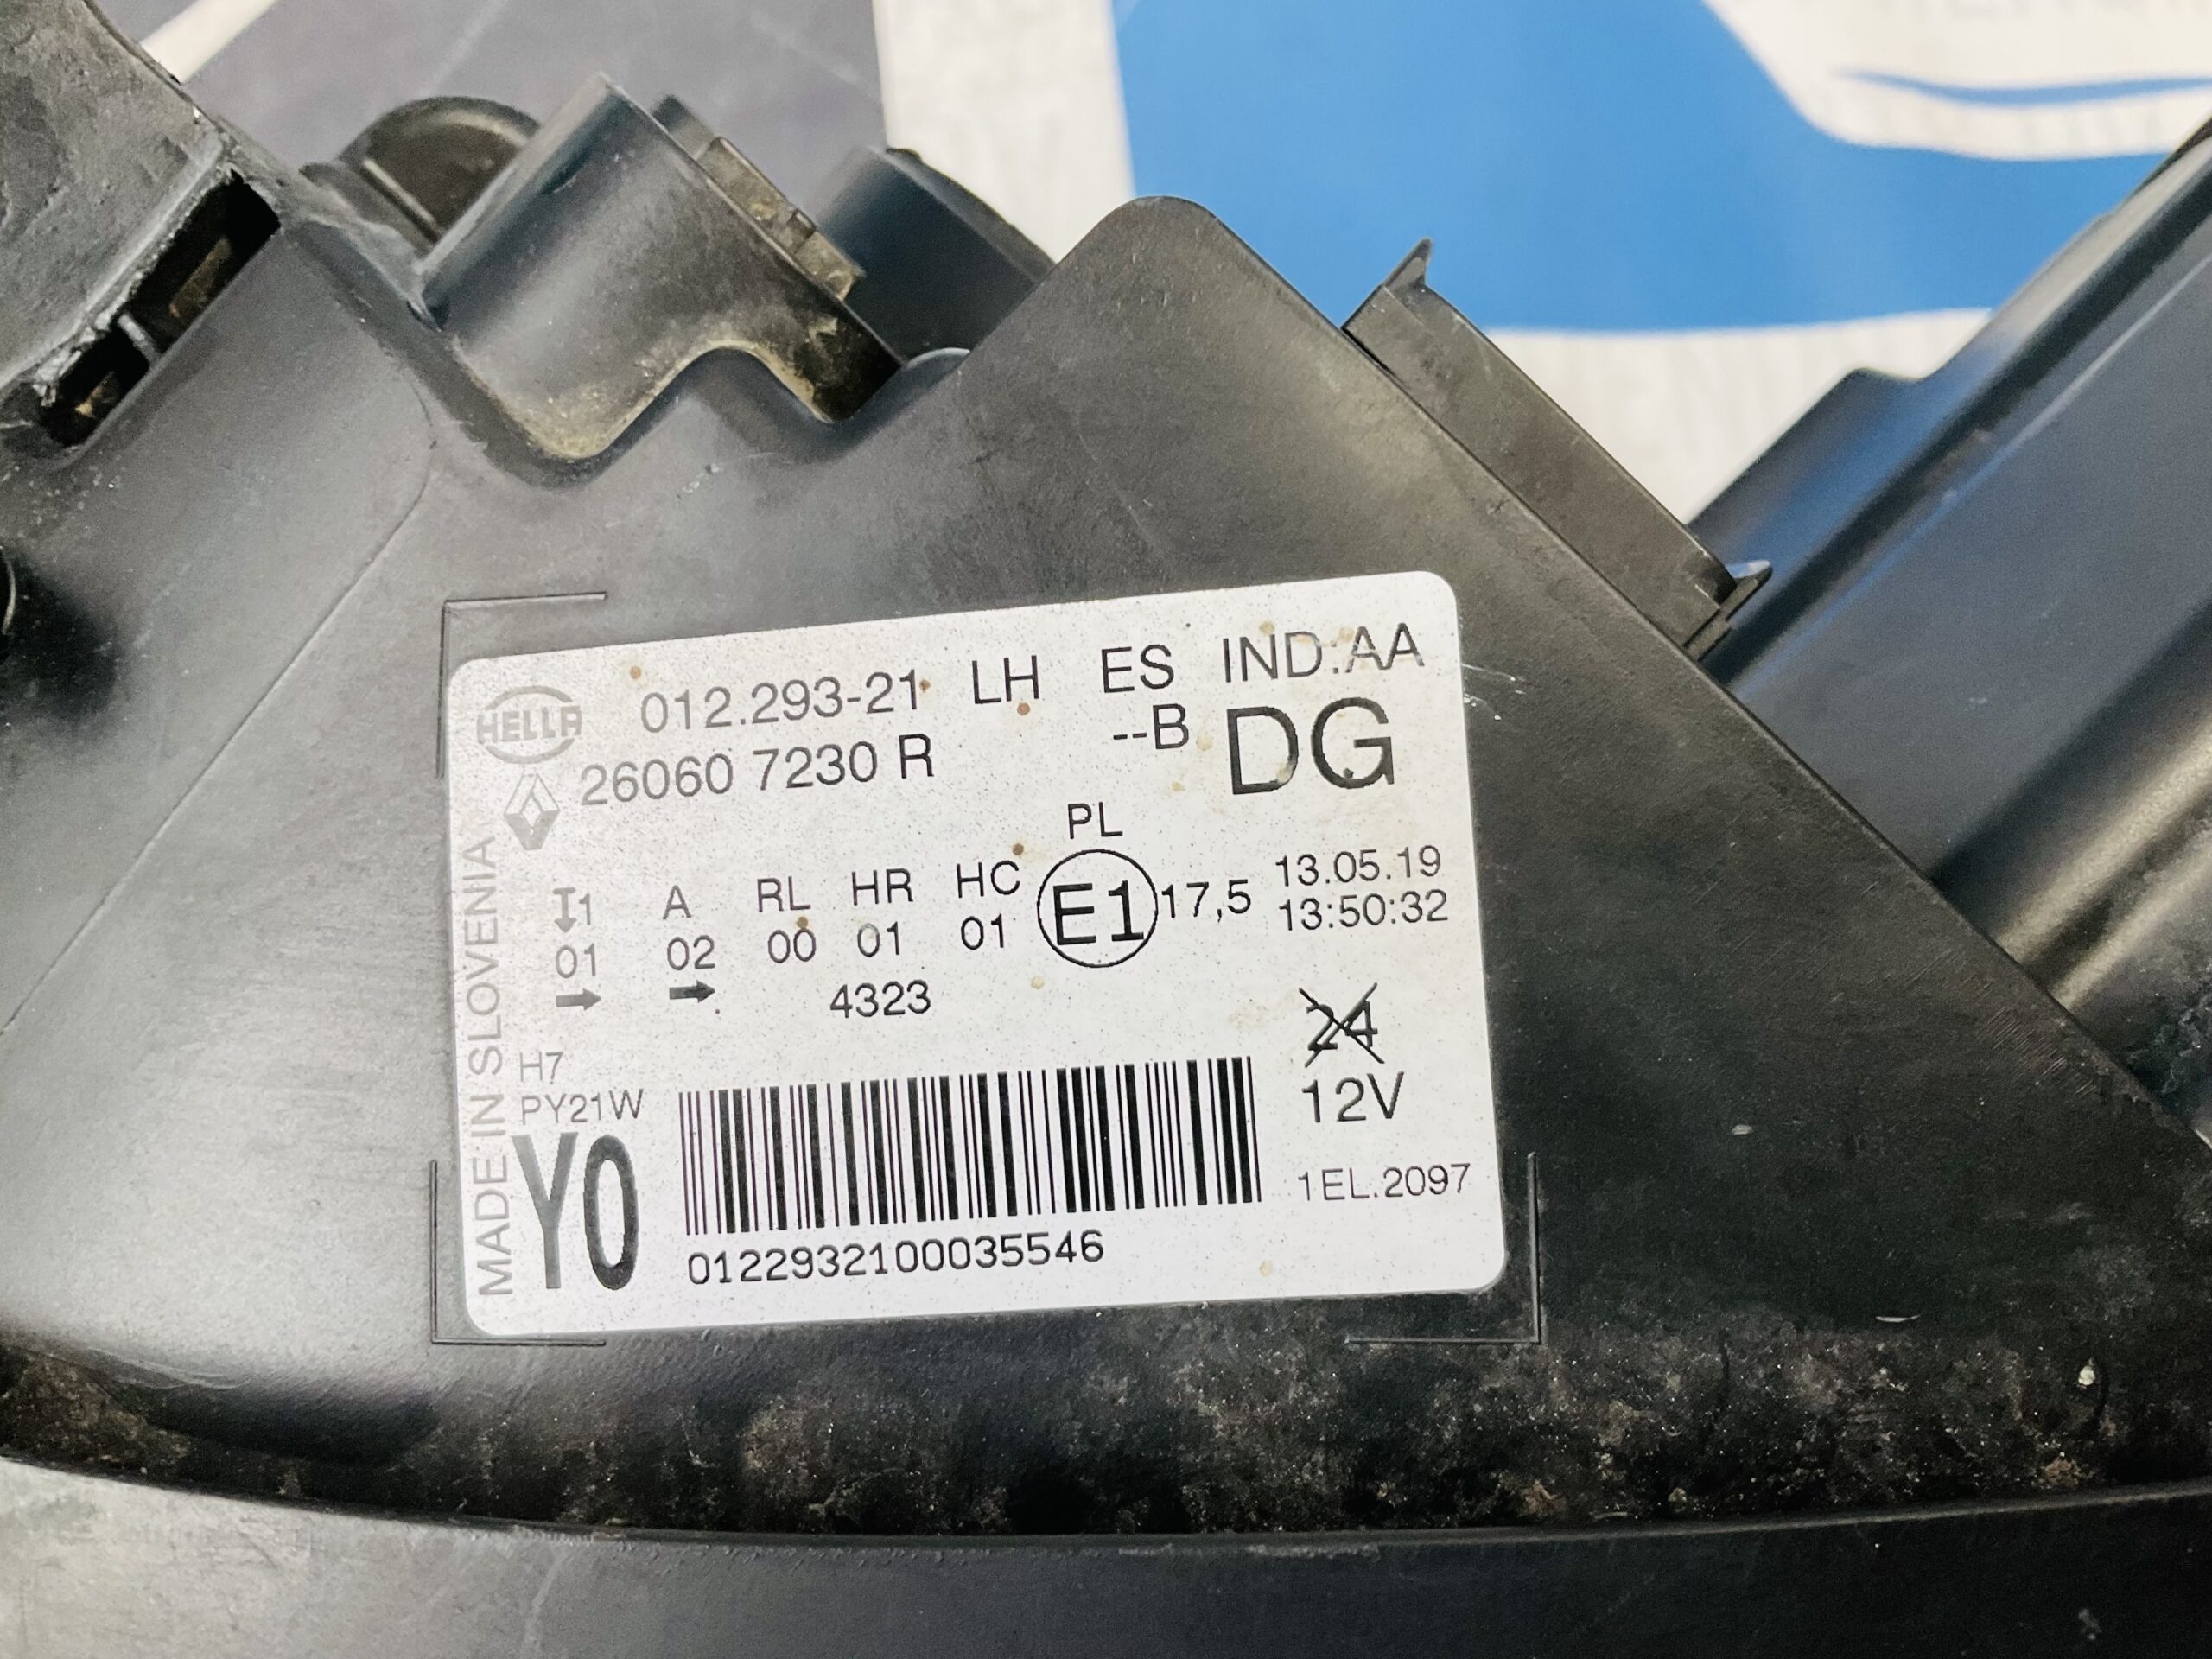 HELLA 012.293-21 LH ES IND:AA
26060 7230 R --B DG
PL
1 A RL HR HC E1 17,5 13.05.19
01 02 00 01 01 13:50:32
4323
24
H7
PY21W 12V
Y0 1EL.2097
0122932100035546
MADE IN SLOVENIA